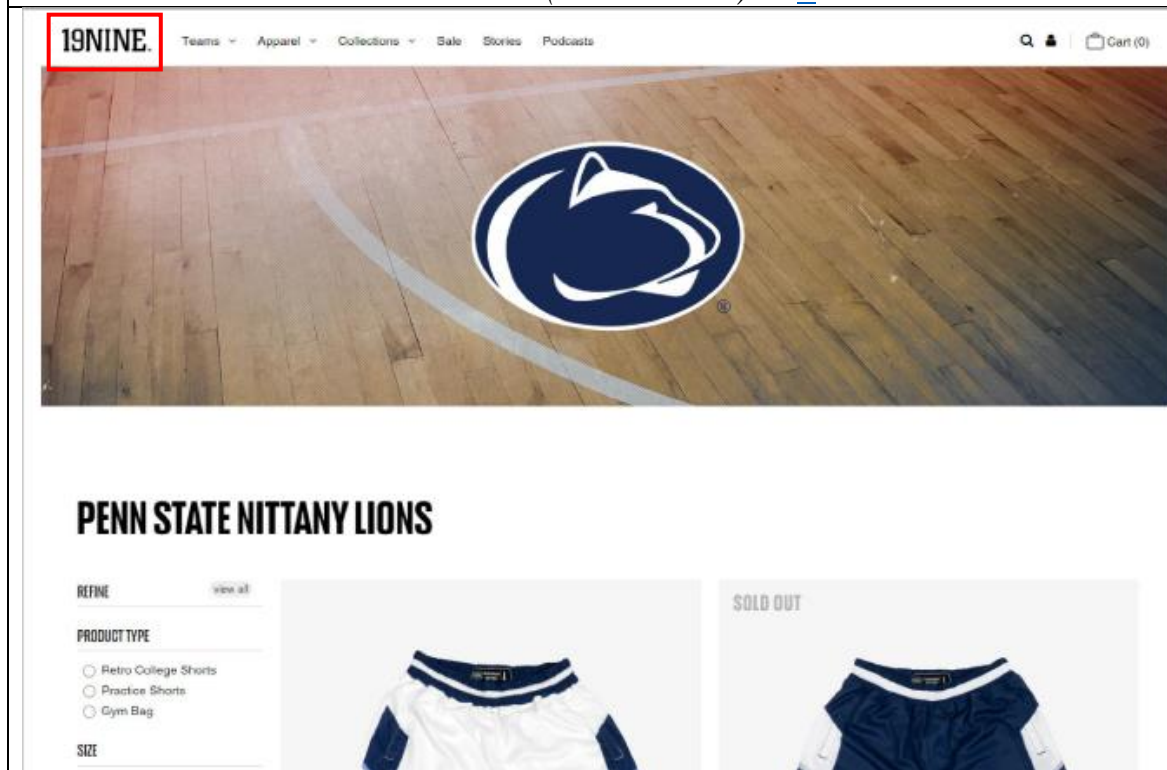 19NINE. Teams Apparel Collections Sale Stories Podcasts Cart (0)
®
PENN STATE NITTANY LIONS
REFINE view all
SOLD OUT
PRODUCT TYPE
Retro College Shorts
Practice Shorts
Gym Bag
SIZE